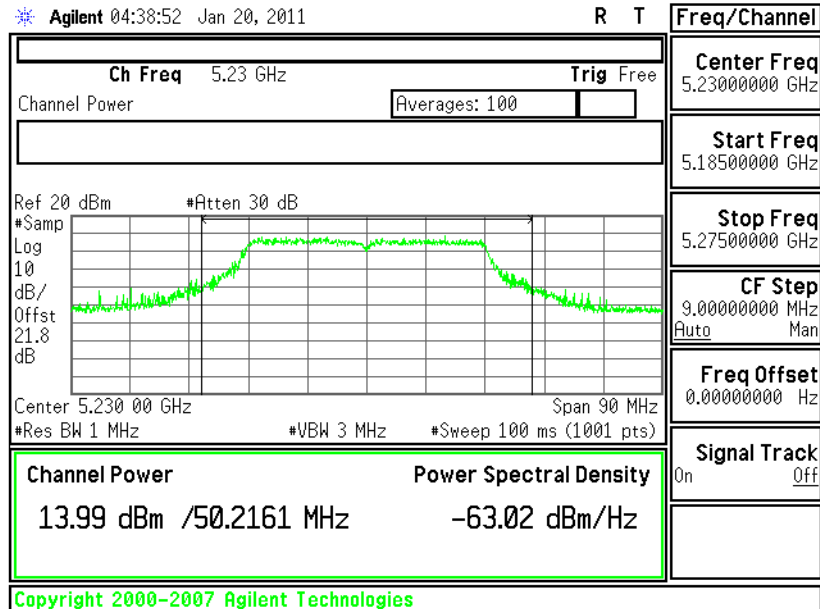 Agilent 04:38:52 Jan 20, 2011 R T
Freq/Channel
Ch Freq 5.23 GHz Trig Free
Channel Power Averages: 100
Center Freq
5.23000000 GHz
Start Freq
5.18500000 GHz
Stop Freq
5.27500000 GHz
CF Step
9.00000000 MHz
Auto Man
Freq Offset
0.00000000 Hz
Signal Track
On Off
Ref 20 dBm #Atten 30 dB
#Samp
Log
10
dB/
Offst
21.8
dB
Center 5.230 00 GHz Span 90 MHz
#Res BW 1 MHz #VBW 3 MHz #Sweep 100 ms (1001 pts)
Channel Power Power Spectral Density
13.99 dBm /50.2161 MHz -63.02 dBm/Hz
Copyright 2000-2007 Agilent Technologies